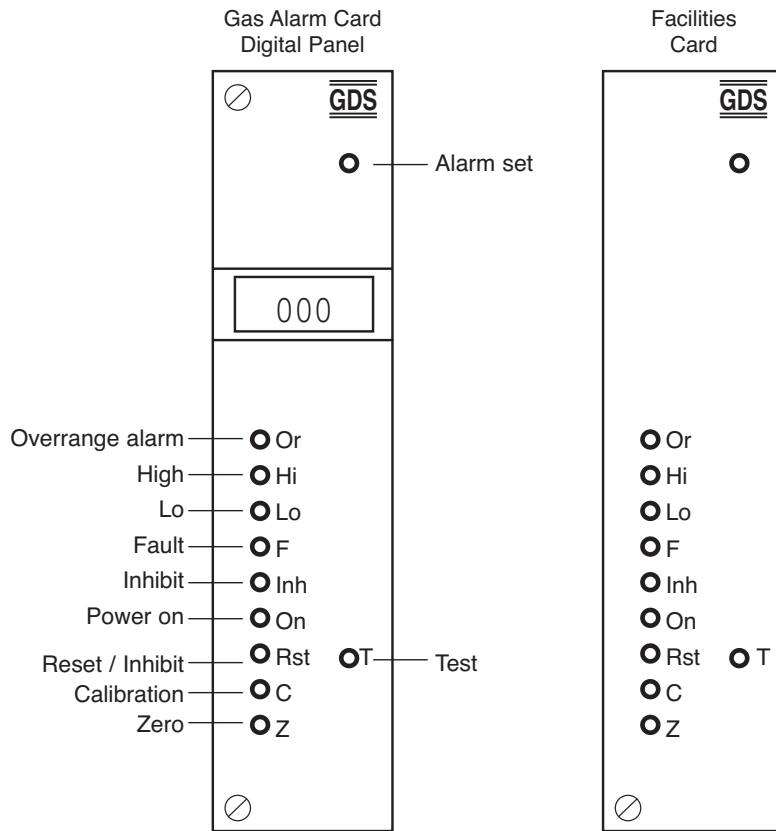 Gas Alarm Card
Digital Panel
Facilities
Card
GDS
GDS
Alarm set
000
Overrange alarm Or
High Hi
Lo Lo
Fault F
Inhibit Inh
Power on On
Reset / Inhibit Rst T Test
Calibration C
Zero Z
Or
Hi
Lo
F
Inh
On
Rst T
C
Z